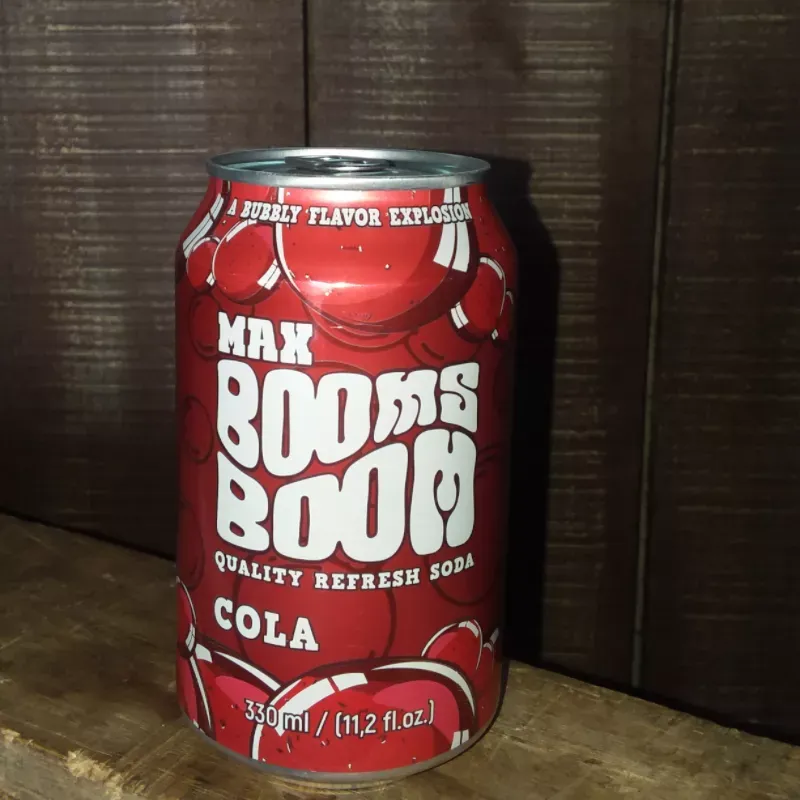 A BUBBLY FLAVOR EXPLOSION
MAX
BOOMS
BOOM
QUALITY REFRESH SODA
COLA
330 ml / (11,2 fl.oz.)